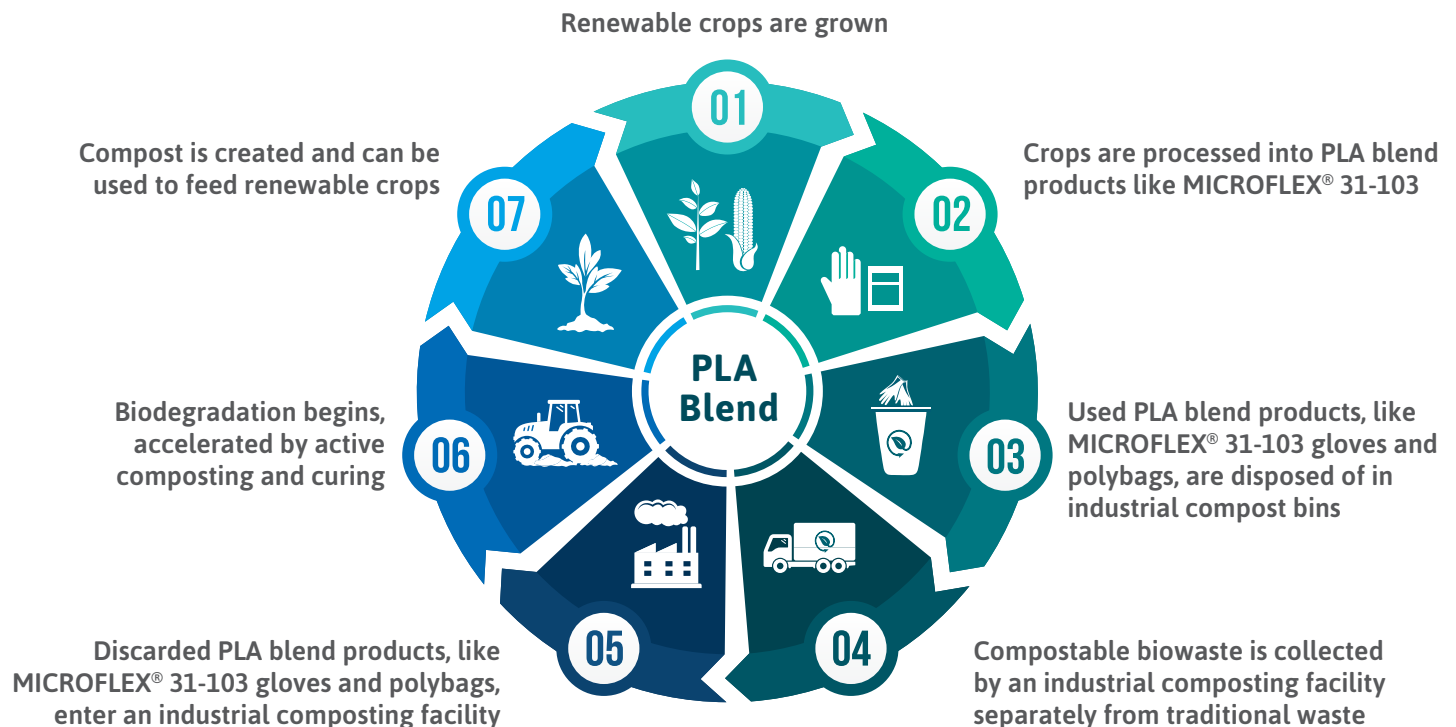 Renewable crops are grown
01
Crops are processed into PLA blend
products like MICROFLEX® 31-103
02
Used PLA blend products, like
MICROFLEX® 31-103 gloves and
polybags, are disposed of in
industrial compost bins
03
Compostable biowaste is collected
by an industrial composting facility
separately from traditional waste
04
Discarded PLA blend products, like
MICROFLEX® 31-103 gloves and polybags,
enter an industrial composting facility
05
Biodegradation begins,
accelerated by active
composting and curing
06
Compost is created and can be
used to feed renewable crops
07
PLA
Blend